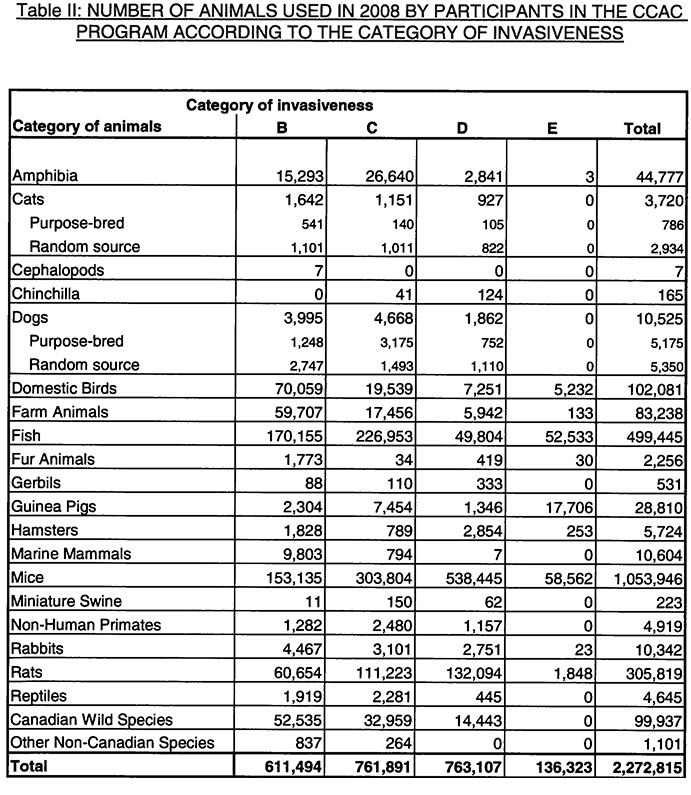 Table II: NUMBER OF ANIMALS USED IN 2008 BY PARTICIPANTS IN THE CCAC
PROGRAM ACCORDING TO THE CATEGORY OF INVASIVENESS
Category of invasiveness
Category of animals B C D E Total
Amphibia 15,293 26,640 2,841 3 44,777
Cats 1,642 1,151 927 0 3,720
Purpose-bred 541 140 105 0 786
Random source 1,101 1,011 822 0 2,934
Cephalopods 7 0 0 0 7
Chinchilla 0 41 124 0 165
Dogs 3,995 4,668 1,862 0 10,525
Purpose-bred 1,248 3,175 752 0 5,175
Random source 2,747 1,493 1,110 0 5,350
Domestic Birds 70,059 19,539 7,251 5,232 102,081
Farm Animals 59,707 17,456 5,942 133 83,238
Fish 170,155 226,953 49,804 52,533 499,445
Fur Animals 1,773 34 419 30 2,256
Gerbils 88 110 333 0 531
Guinea Pigs 2,304 7,454 1,346 17,706 28,810
Hamsters 1,828 789 2,854 253 5,724
Marine Mammals 9,803 794 7 0 10,604
Mice 153,135 303,804 538,445 58,562 1,053,946
Miniature Swine 11 150 62 0 223
Non-Human Primates 1,282 2,480 1,157 0 4,919
Rabbits 4,467 3,101 2,751 23 10,342
Rats 60,654 111,223 132,094 1,848 305,819
Reptiles 1,919 2,281 445 0 4,645
Canadian Wild Species 52,535 32,959 14,443 0 99,937
Other Non-Canadian Species 837 264 0 0 1,101
Total 611,494 761,891 763,107 136,323 2,272,815